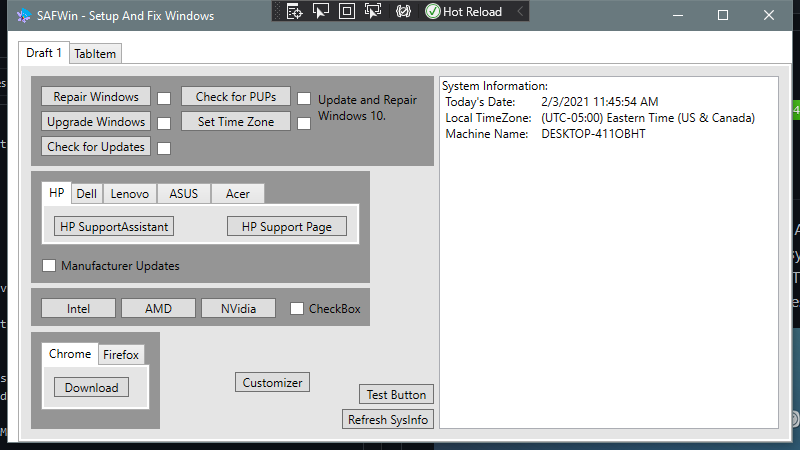 SAFWin - Setup And Fix Windows
Hot Reload
Draft 1
TabItem
Repair Windows
Check for PUPs
Update and Repair
Windows 10.
Upgrade Windows
Set Time Zone
Check for Updates
HP
Dell
Lenovo
ASUS
Acer
HP SupportAssistant
HP Support Page
Manufacturer Updates
Intel
AMD
NVidia
CheckBox
Chrome
Firefox
Download
Customizer
Test Button
Refresh SysInfo
System Information:
Today's Date: 2/3/2021 11:45:54 AM
Local TimeZone: (UTC-05:00) Eastern Time (US & Canada)
Machine Name: DESKTOP-411OBHT